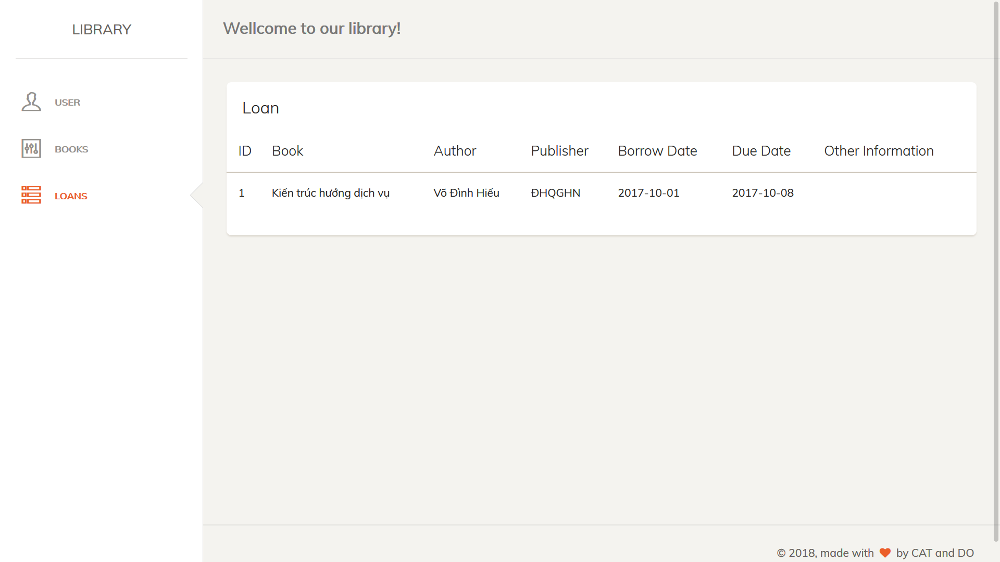 LIBRARY
Wellcome to our library!
USER
BOOKS
LOANS
Loan
ID Book Author Publisher Borrow Date Due Date Other Information
1 Kiến trúc hướng dịch vụ Võ Đình Hiếu ĐHQGHN 2017-10-01 2017-10-08
© 2018, made with by CAT and DO